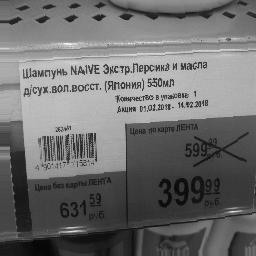 Шампунь NAIVE Экстр.Персика и масла
д/сух.вол.восст. (Япония) 550мл
Количество в упаковке: 1
Акция 01.02.2018 - 14.02.2018
Цена по карте ЛЕНТА
599
399 99
руб.
Цена без карты ЛЕНТА
631 59
руб.